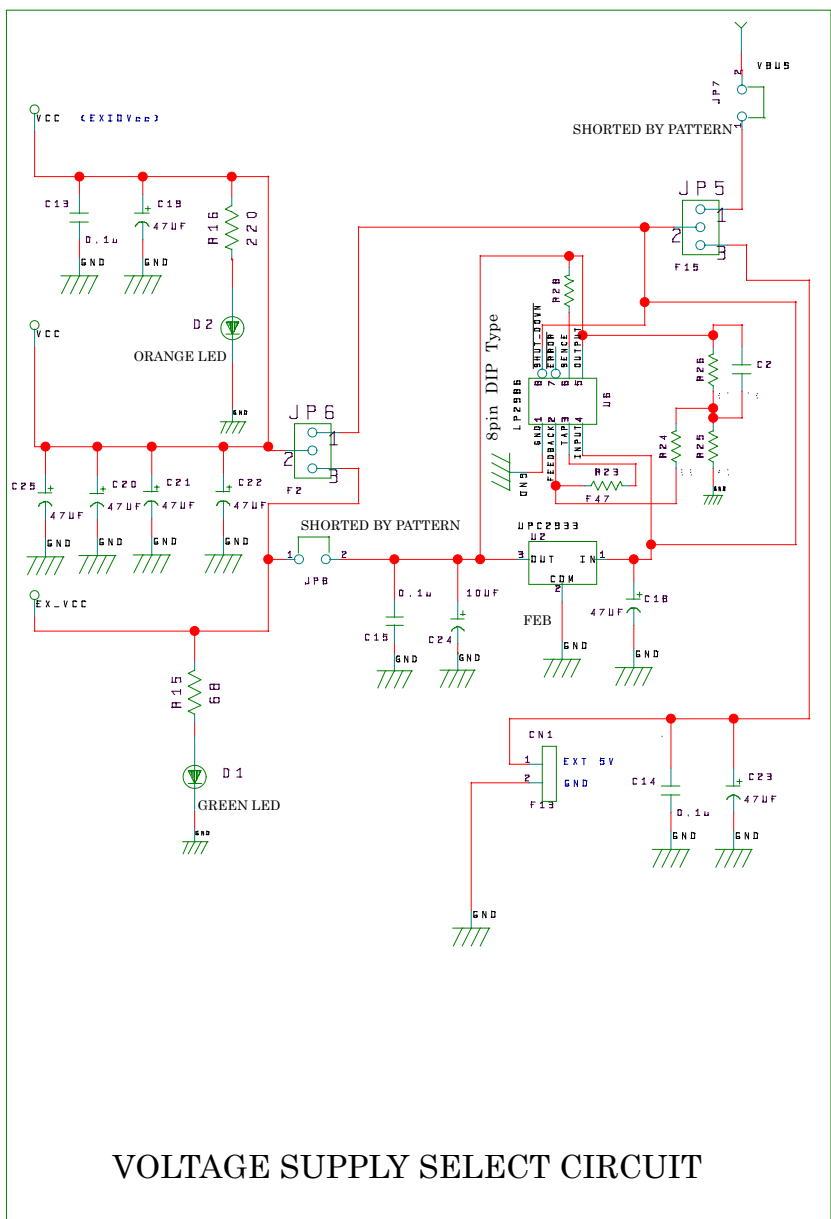 VBUS
2
JP7
1
SHORTED BY PATTERN
VCC (EXIOVcc)
C13
0.1u
GND
C19
47UF
GND
R16
220
D2
ORANGE LED
GND
JP5
1
2
3
F15
R28
8pin DIP Type
LP2986
SHUT_DOWN
ERROR
SENCE
OUTPUT
8
7
6
5
U6
1
2
3
4
GND
FEEDBACK
TAP
INPUT
GND
R26
C2
R24
R25
GND
R23
F47
VCC
JP6
1
2
3
F2
C25
47UF
GND
C20
47UF
GND
C21
47UF
GND
C22
47UF
GND
SHORTED BY PATTERN
1
2
JP8
UPC2933
U2
3
OUT
IN
1
COM
2
FEB
GND
C18
47UF
GND
0.1u
C15
GND
10UF
C24
GND
EX_VCC
R15
68
D1
GREEN LED
GND
CN1
1
EXT 5V
2
GND
F13
GND
C14
0.1u
GND
C23
47UF
GND
VOLTAGE SUPPLY SELECT CIRCUIT